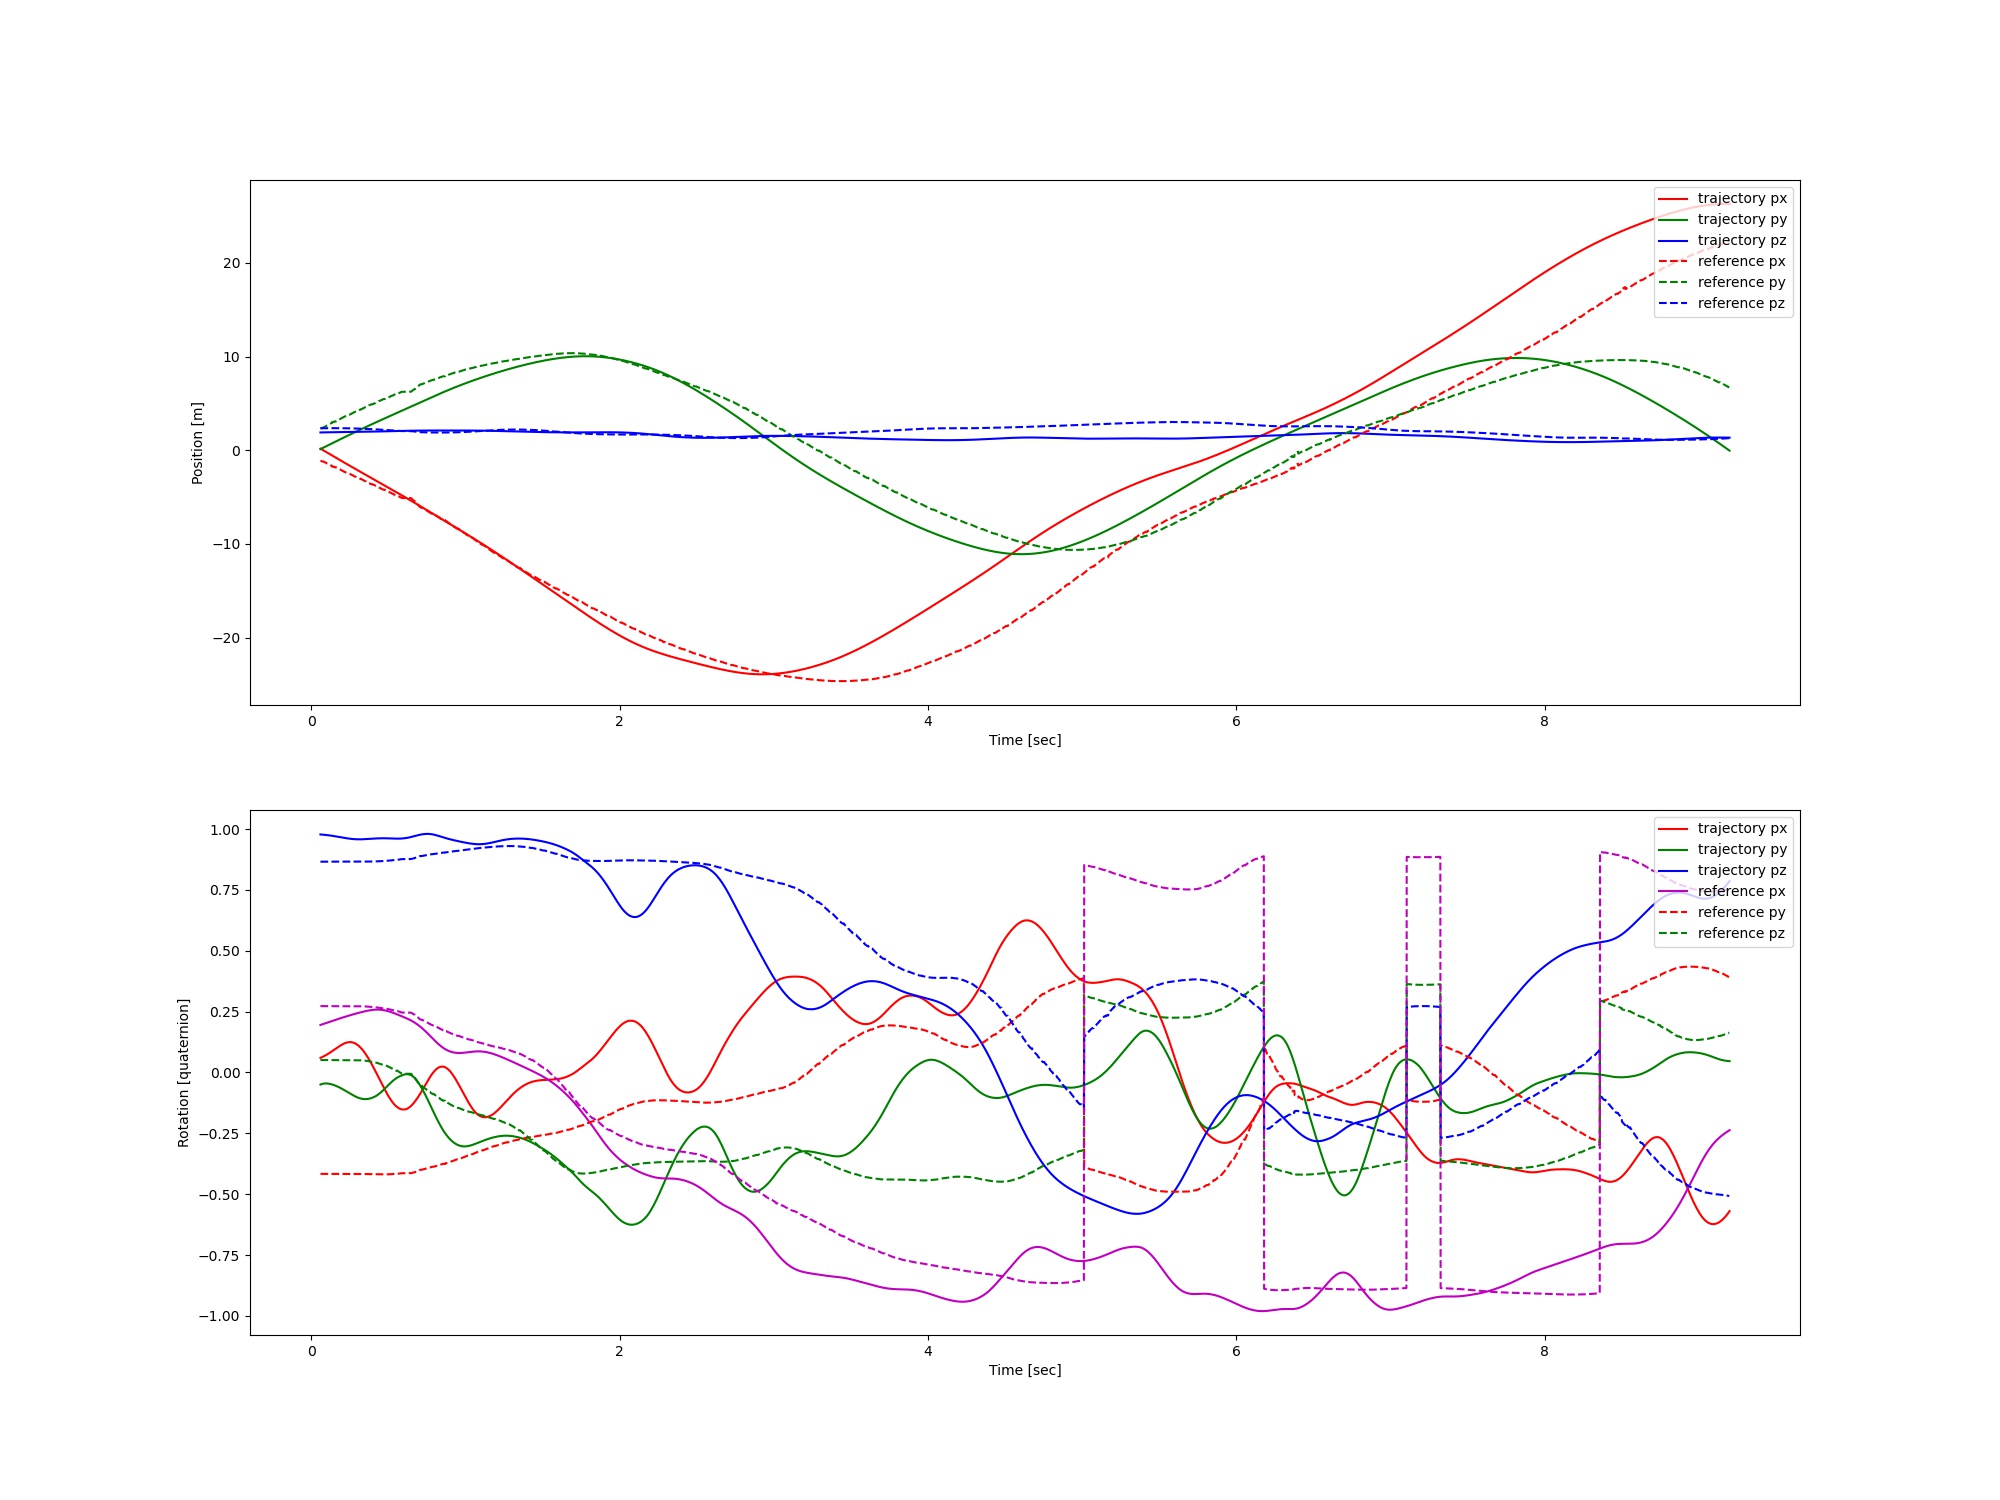 20
10
0
−10
−20
Position [m]
0 2 4 6 8
Time [sec]
trajectory px
trajectory py
trajectory pz
reference px
reference py
reference pz
1.00
0.75
0.50
0.25
0.00
−0.25
−0.50
−0.75
−1.00
Rotation [quaternion]
0 2 4 6 8
Time [sec]
trajectory px
trajectory py
trajectory pz
reference px
reference py
reference pz